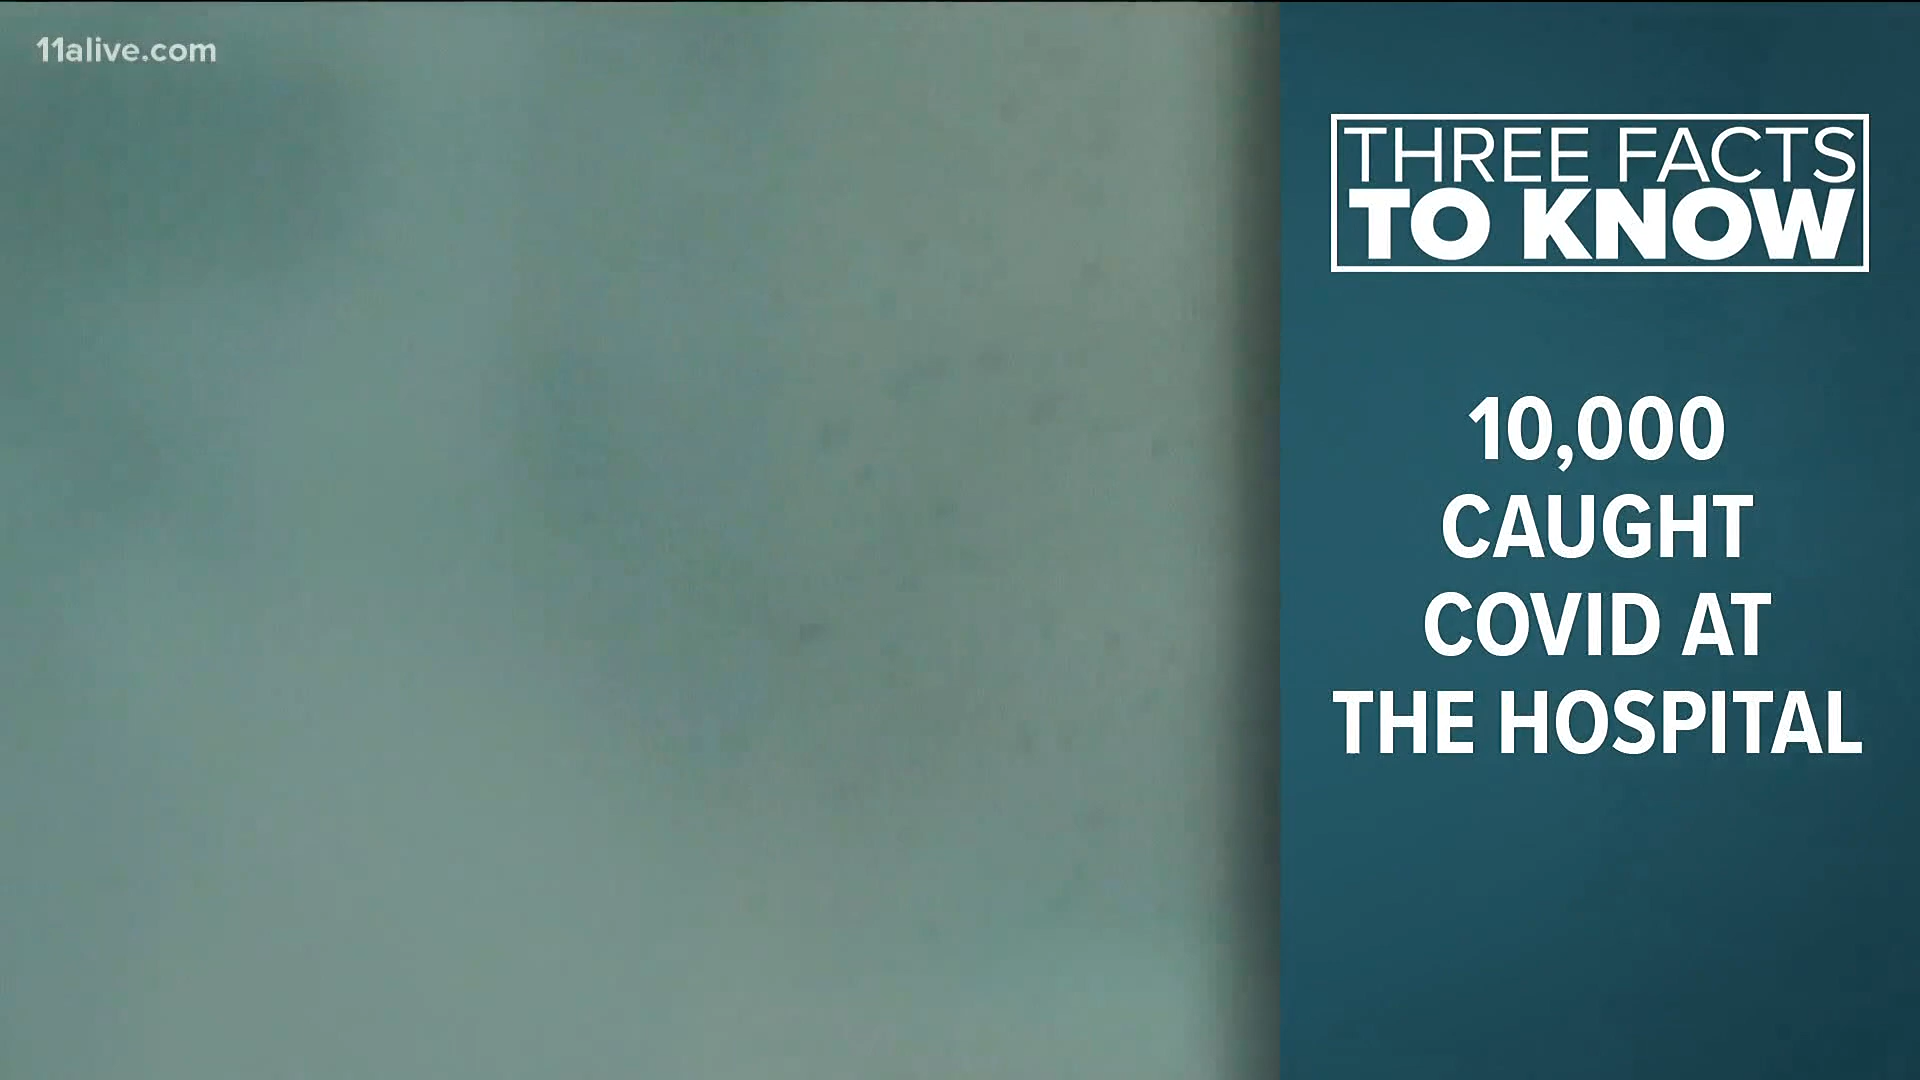 11alive.com
THREE FACTS
TO KNOW
10,000
CAUGHT
COVID AT
THE HOSPITAL